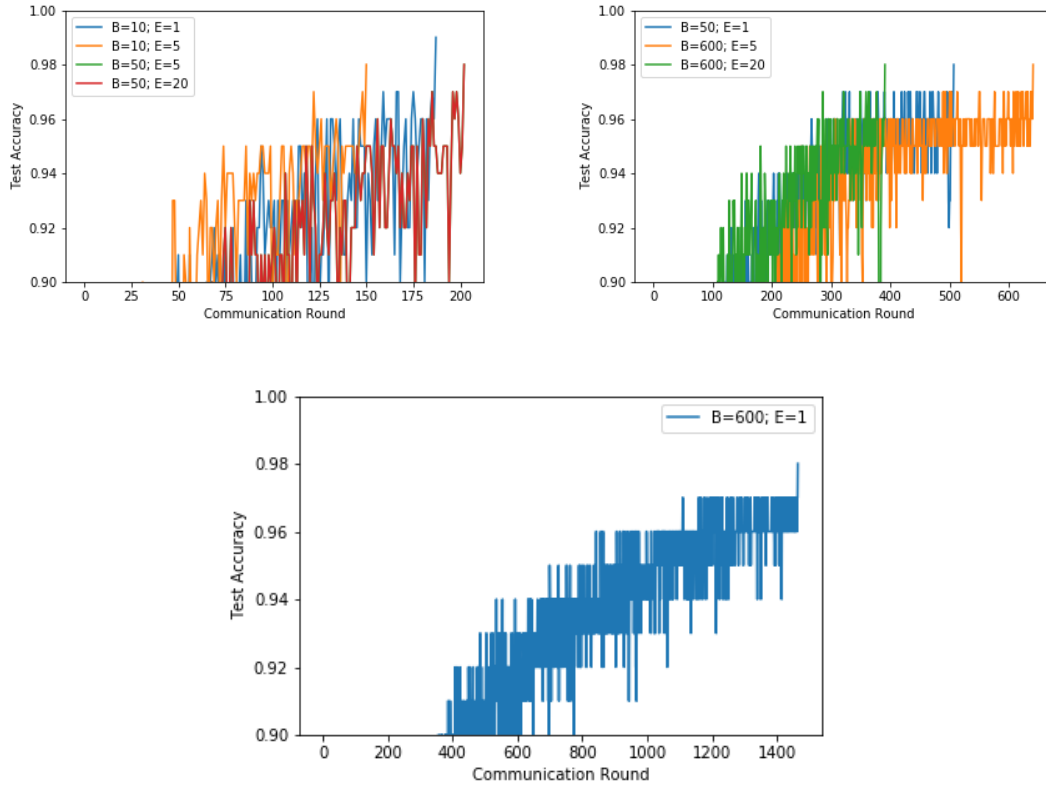 1.00
0.98
0.96
0.94
0.92
0.90
Test Accuracy
B=10; E=1
B=10; E=5
B=50; E=5
B=50; E=20
0 25 50 75 100 125 150 175 200
Communication Round
1.00
0.98
0.96
0.94
0.92
0.90
Test Accuracy
B=50; E=1
B=600; E=5
B=600; E=20
0 100 200 300 400 500 600
Communication Round
1.00
0.98
0.96
0.94
0.92
0.90
Test Accuracy
B=600; E=1
0 200 400 600 800 1000 1200 1400
Communication Round